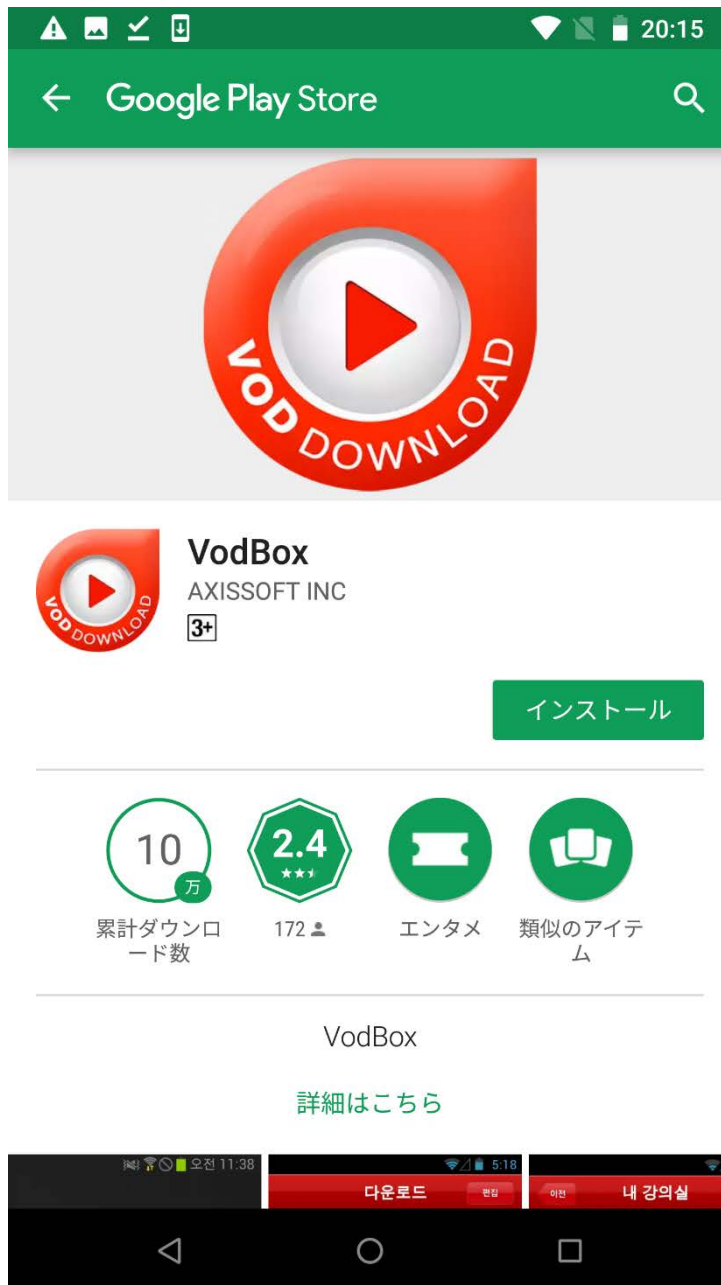 20:15
Google Play Store
VOD DOWNLOAD
VOD DOWNLOAD
VodBox
AXISSOFT INC
3+
インストール
10
万
2.4
累計ダウンロ
ード数
172
エンタメ
類似のアイテ
ム
VodBox
詳細はこちら
오전 11:38
5:18
다운로드
편집
이전
내 강의실